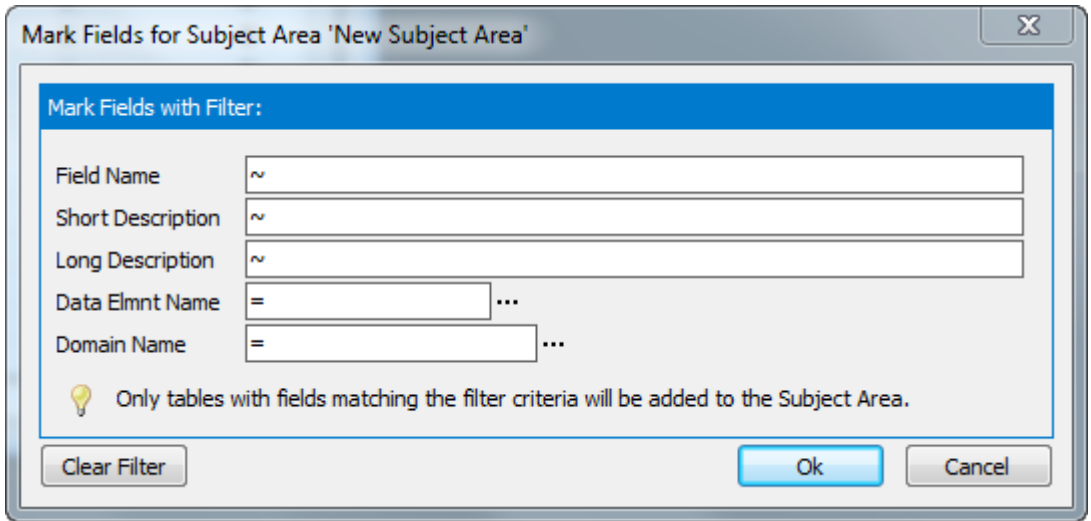 Mark Fields for Subject Area 'New Subject Area'
Mark Fields with Filter:
Field Name ~
Short Description ~
Long Description ~
Data Elmnt Name = ...
Domain Name = ...
Only tables with fields matching the filter criteria will be added to the Subject Area.
Clear Filter Ok Cancel